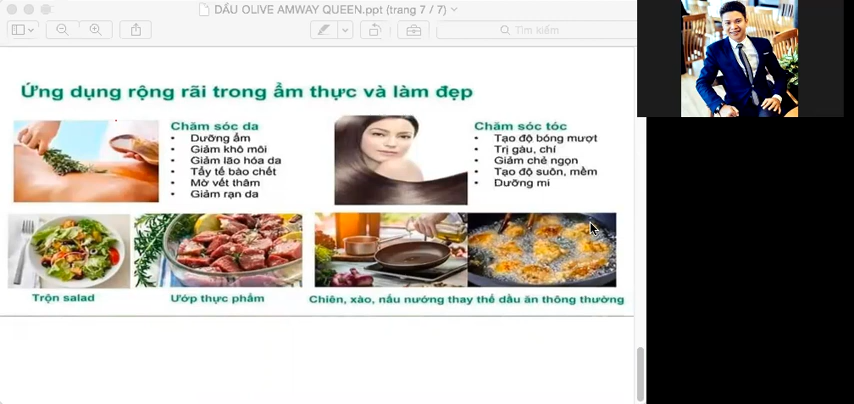 DẦU OLIVE AMWAY QUEEN.ppt (trang 7 / 7)
Tìm kiếm
Ứng dụng rộng rãi trong ẩm thực và làm đẹp
Chăm sóc da
• Dưỡng ẩm
• Giảm khô môi
• Giảm lão hóa da
• Tẩy tế bào chết
• Mờ vết thâm
• Giảm rạn da
Chăm sóc tóc
• Tạo độ bóng mượt
• Trị gàu, chí
• Giảm chẻ ngọn
• Tạo độ suôn, mềm
• Dưỡng mi
Trộn salad
Ướp thực phẩm
Chiên, xào, nấu nướng thay thế dầu ăn thông thường